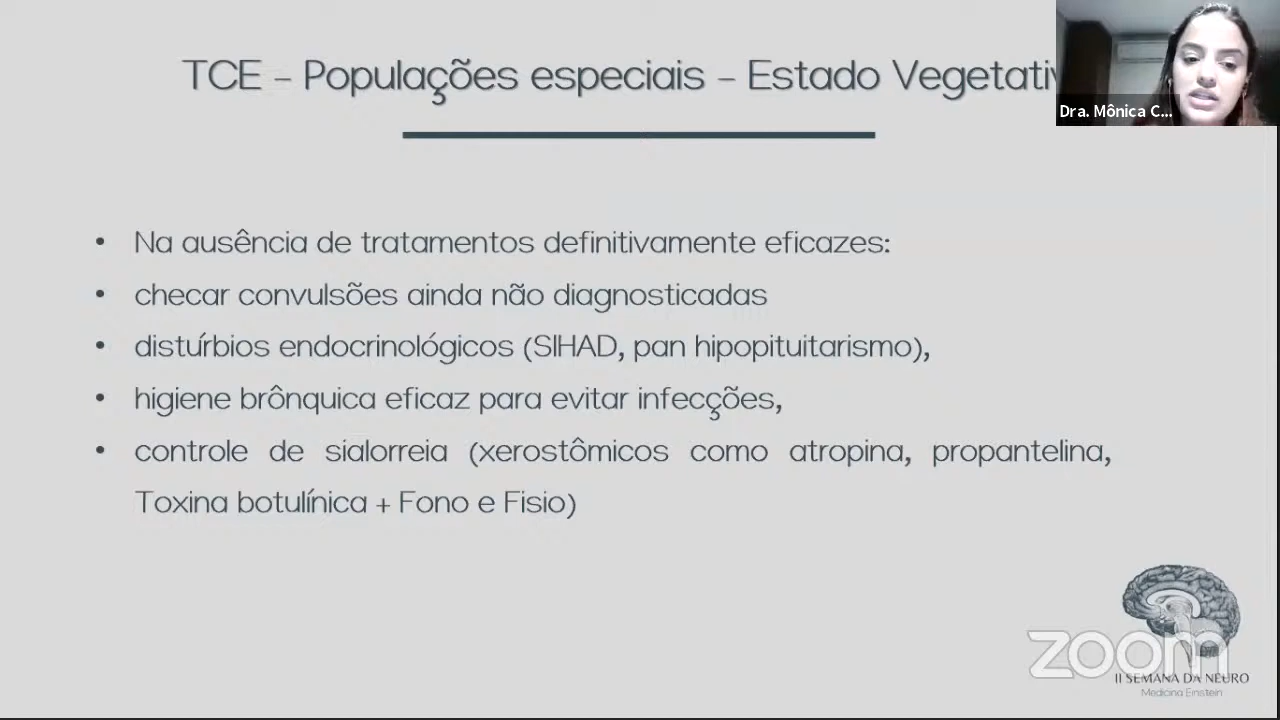 TCE - Populações especiais - Estado Vegetativ
Dra. Mônica C...
• Na ausência de tratamentos definitivamente eficazes:
• checar convulsões ainda não diagnosticadas
• distúrbios endocrinológicos (SIHAD, pan hipopituitarismo),
• higiene brônquica eficaz para evitar infecções,
• controle de sialorreia (xerostômicos como atropina, propantelina,
Toxina botulínica + Fono e Fisio)
zoom
II SEMANA DA NEURO
Medicina Einstein